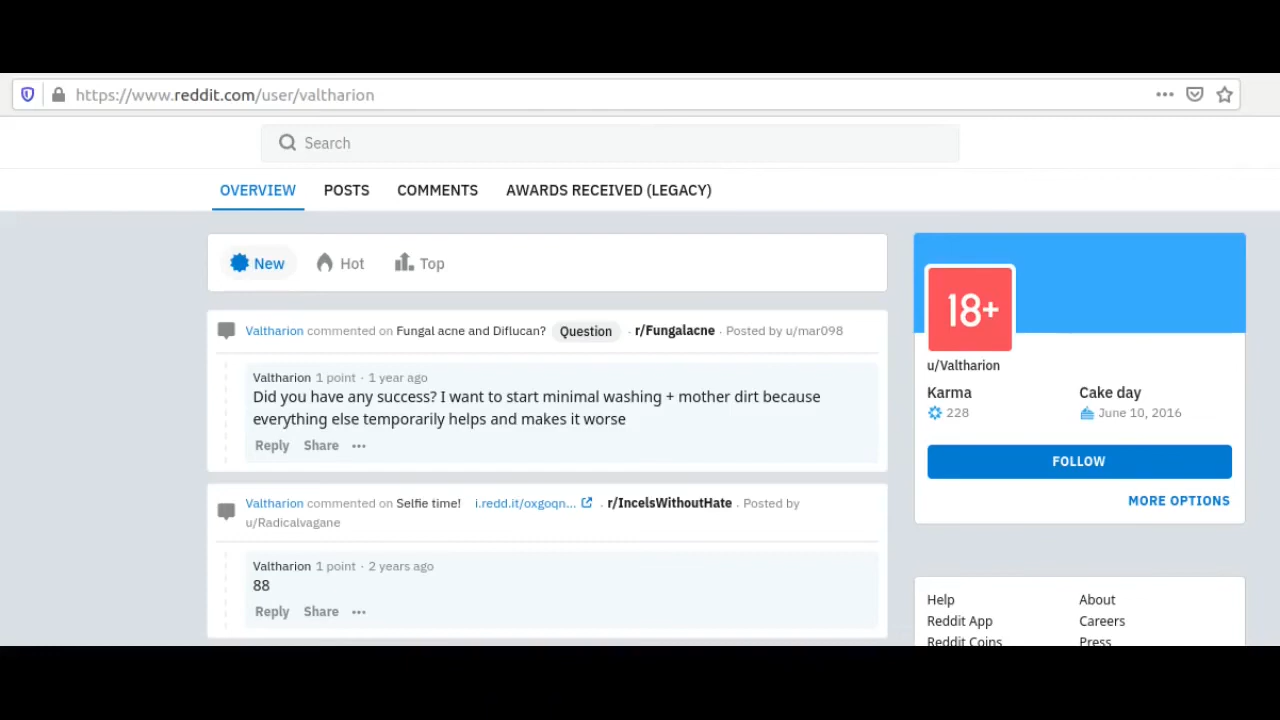 https://www.reddit.com/user/valtharion
Search
OVERVIEW POSTS COMMENTS AWARDS RECEIVED (LEGACY)
New Hot Top
Valtharion commented on Fungal acne and Diflucan? Question · r/Fungalacne · Posted by u/mar098
Valtharion 1 point · 1 year ago
Did you have any success? I want to start minimal washing + mother dirt because
everything else temporarily helps and makes it worse
Reply Share ···
Valtharion commented on Selfie time! i.redd.it/oxgoqn... · r/IncelsWithoutHate · Posted by
u/Radicalvagane
Valtharion 1 point · 2 years ago
88
Reply Share ···
18+
u/Valtharion
Karma Cake day
228 June 10, 2016
FOLLOW
MORE OPTIONS
Help About
Reddit App Careers
Reddit Coins Press